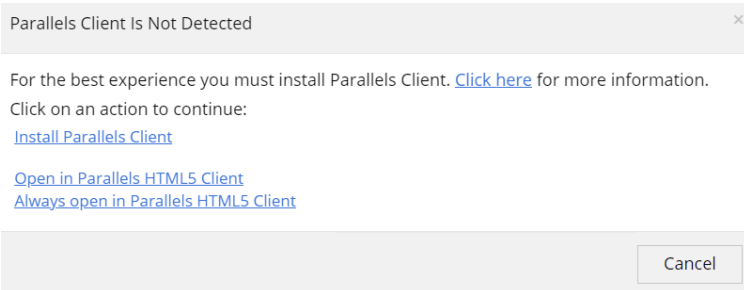 Parallels Client Is Not Detected
×
For the best experience you must install Parallels Client. Click here for more information.
Click on an action to continue:
Install Parallels Client
Open in Parallels HTML5 Client
Always open in Parallels HTML5 Client
Cancel